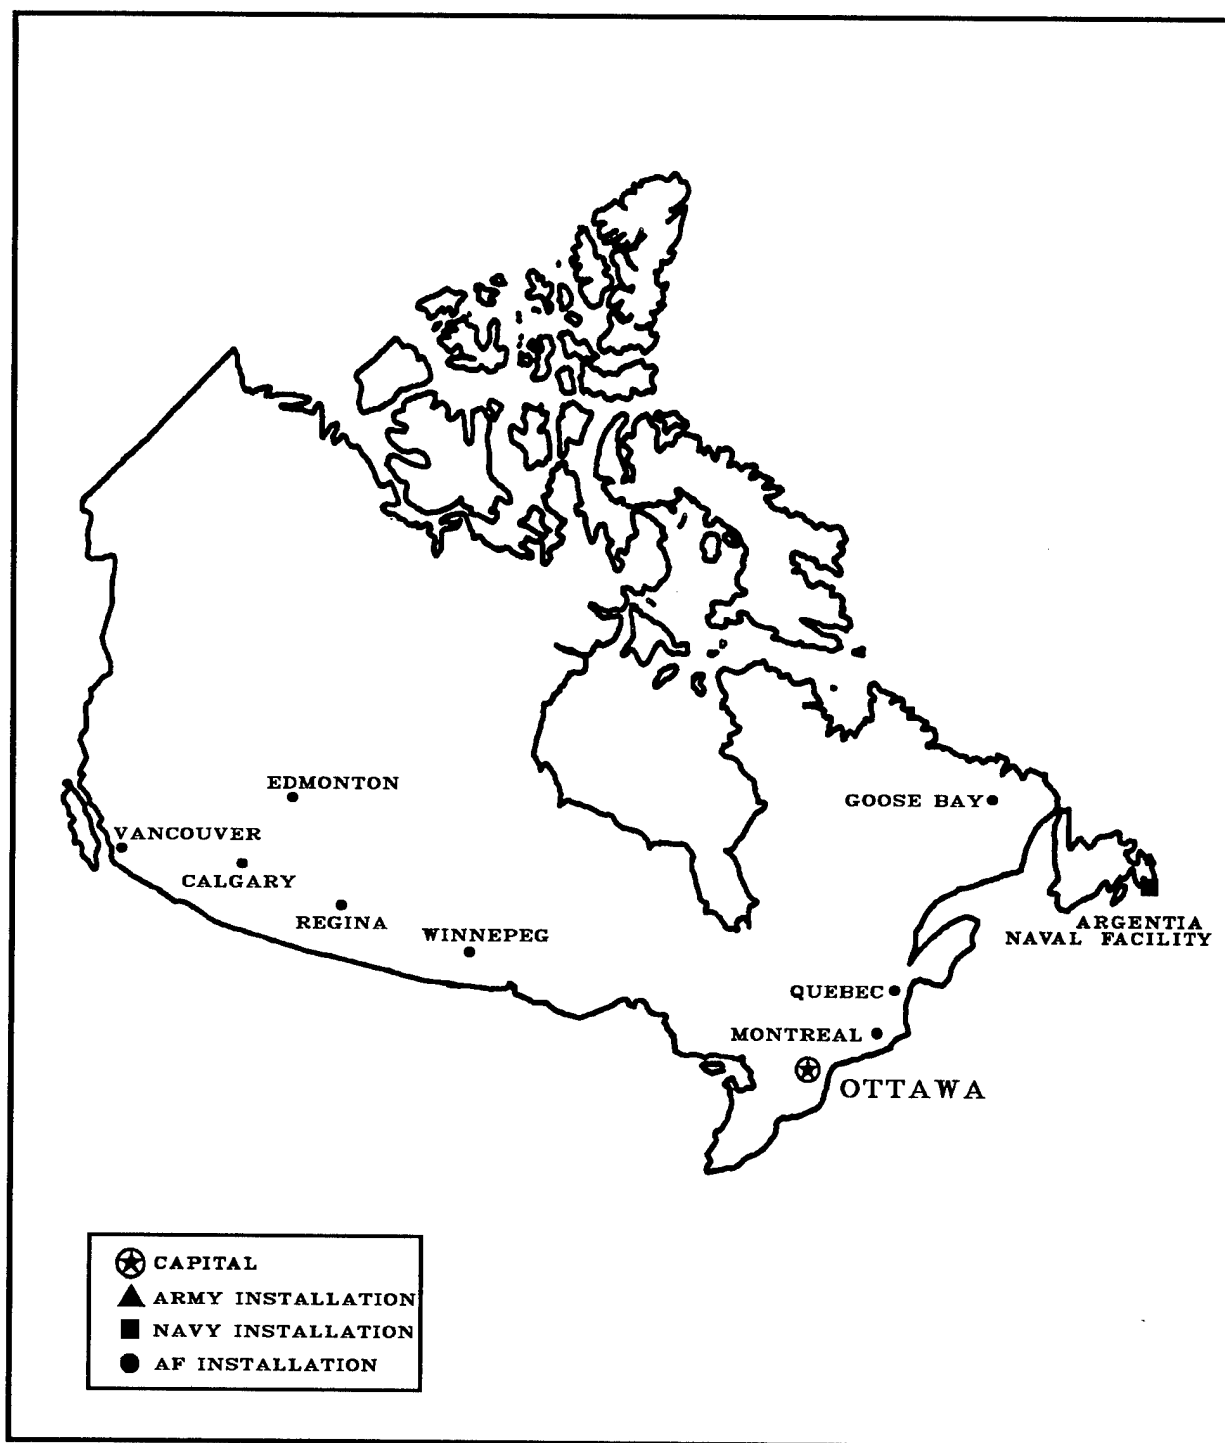 EDMONTON
GOOSE BAY
VANCOUVER
CALGARY
REGINA
WINNEPEG
ARGENTIA
NAVAL FACILITY
QUEBEC
MONTREAL
OTTAWA
CAPITAL
ARMY INSTALLATION
NAVY INSTALLATION
AF INSTALLATION